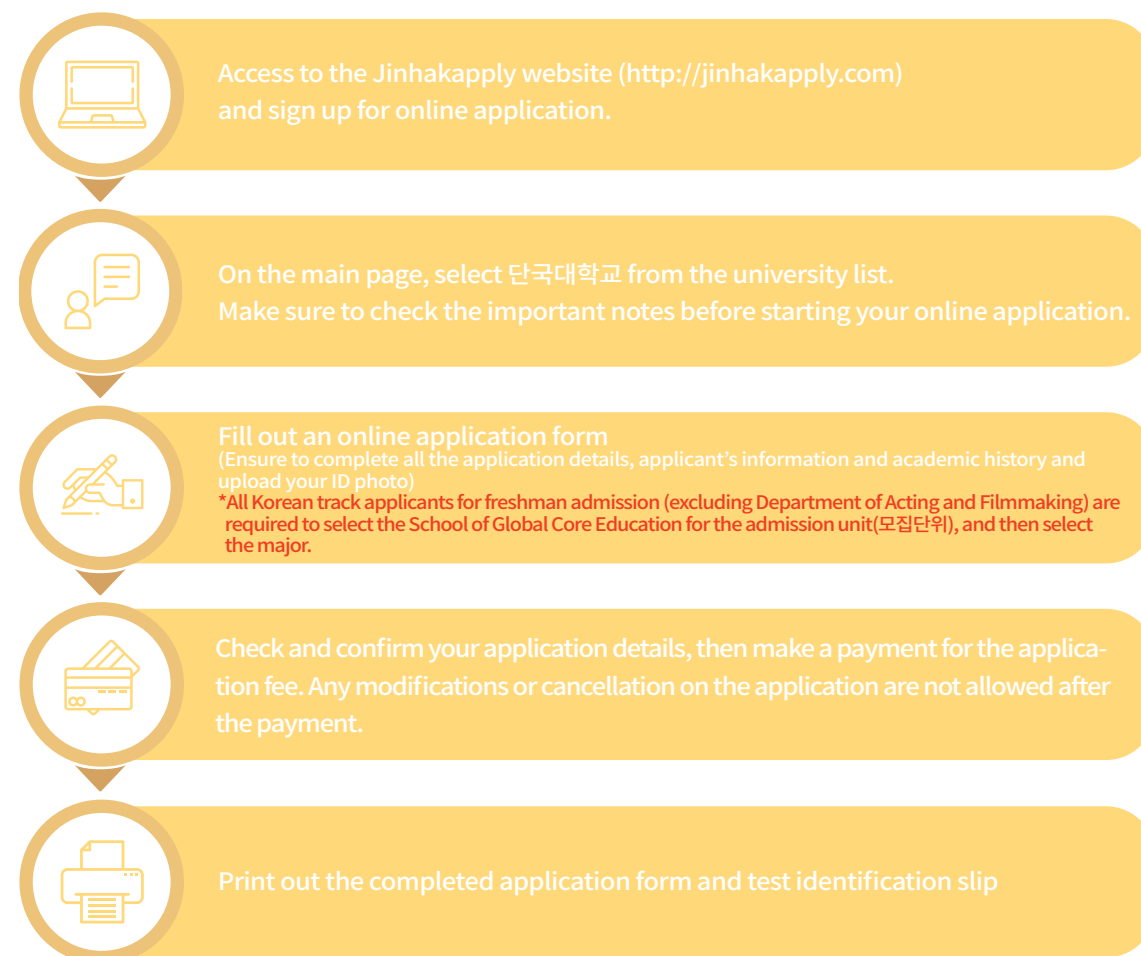 Access to the Jinhakapply website (http://jinhakapply.com)
and sign up for online application.
On the main page, select 단국대학교 from the university list.
Make sure to check the important notes before starting your online application.
Fill out an online application form
(Ensure to complete all the application details, applicant’s information and academic history and
upload your ID photo)
*All Korean track applicants for freshman admission (excluding Department of Acting and Filmmaking) are
required to select the School of Global Core Education for the admission unit(모집단위), and then select
the major.
Check and confirm your application details, then make a payment for the applica-
tion fee. Any modifications or cancellation on the application are not allowed after
the payment.
Print out the completed application form and test identification slip